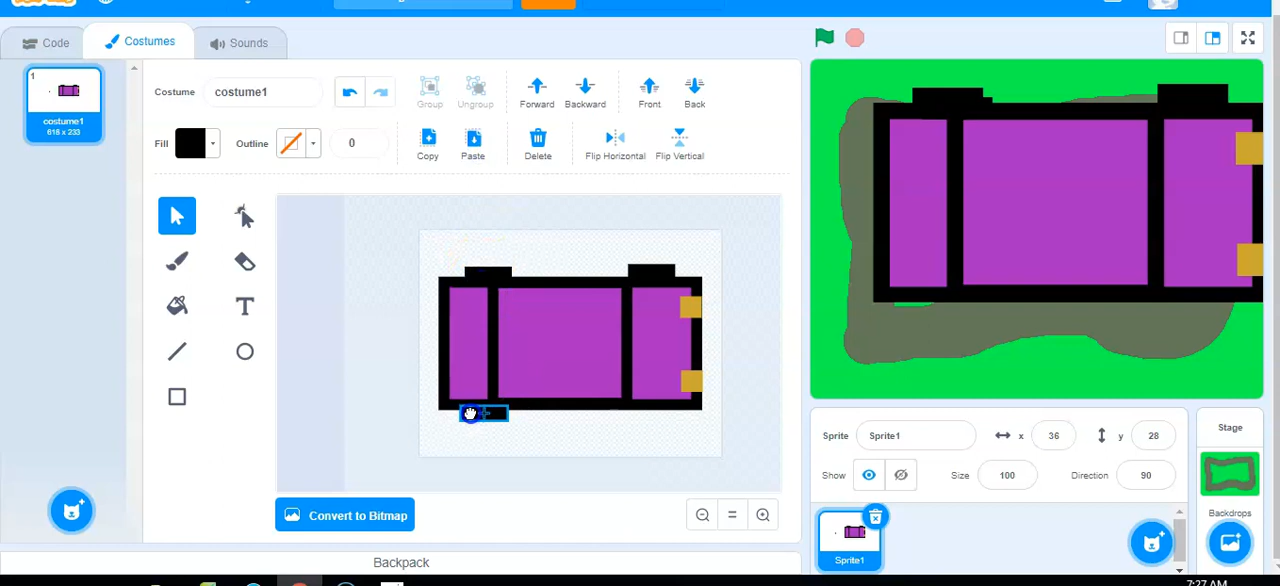 Code
Costumes
Sounds
1
costume1
618 x 233
Costume
costume1
Group
Ungroup
Forward
Backward
Front
Back
Fill
Outline
0
Copy
Paste
Delete
Flip Horizontal
Flip Vertical
T
Convert to Bitmap
Backpack
Sprite
Sprite1
x
36
y
28
Show
Size
100
Direction
90
Sprite1
Stage
Backdrops
7:27 AM